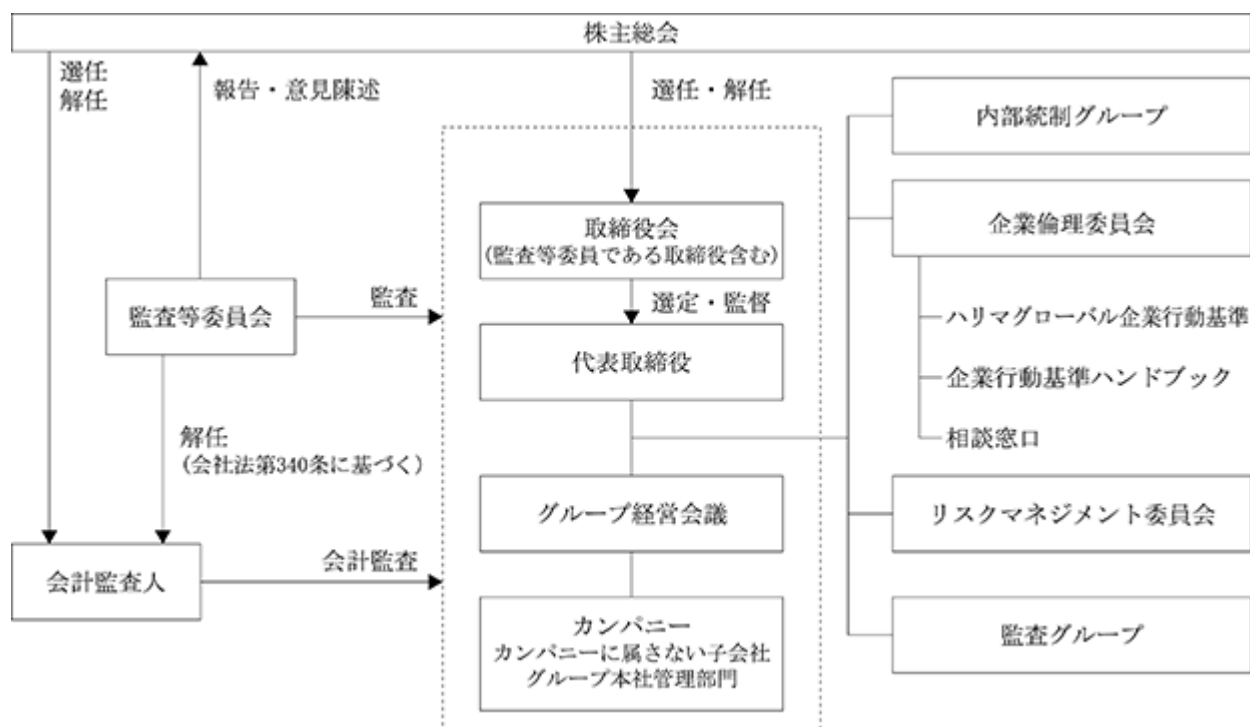 株主総会
選任
解任
報告・意見陳述
選任・解任
内部統制グループ
企業倫理委員会
ハリマグローバル企業行動基準
企業行動基準ハンドブック
相談窓口
リスクマネジメント委員会
監査グループ
取締役会
(監査等委員である取締役含む)
選定・監督
代表取締役
グループ経営会議
カンパニー
カンパニーに属さない子会社
グループ本社管理部門
監査等委員会
監査
解任
(会社法第340条に基づく)
会計監査人
会計監査